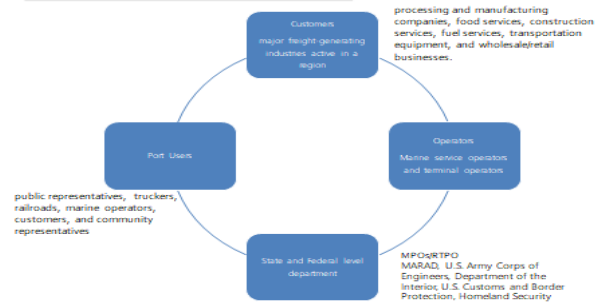 Customers
major freight-generating
industries active in a
region
processing and manufacturing
companies, food services, construction
services, fuel services, transportation
equipment, and wholesale/retail
businesses.
Port Users
Operators
Marine service operators
and terminal operators
public representatives, truckers,
railroads, marine operators,
customers, and community
representatives
State and Federal level
department
MPOs/RTPO
MARAD, U.S. Army Corps of
Engineers, Department of the
Interior, U.S. Customs and Border
Protection, Homeland Security